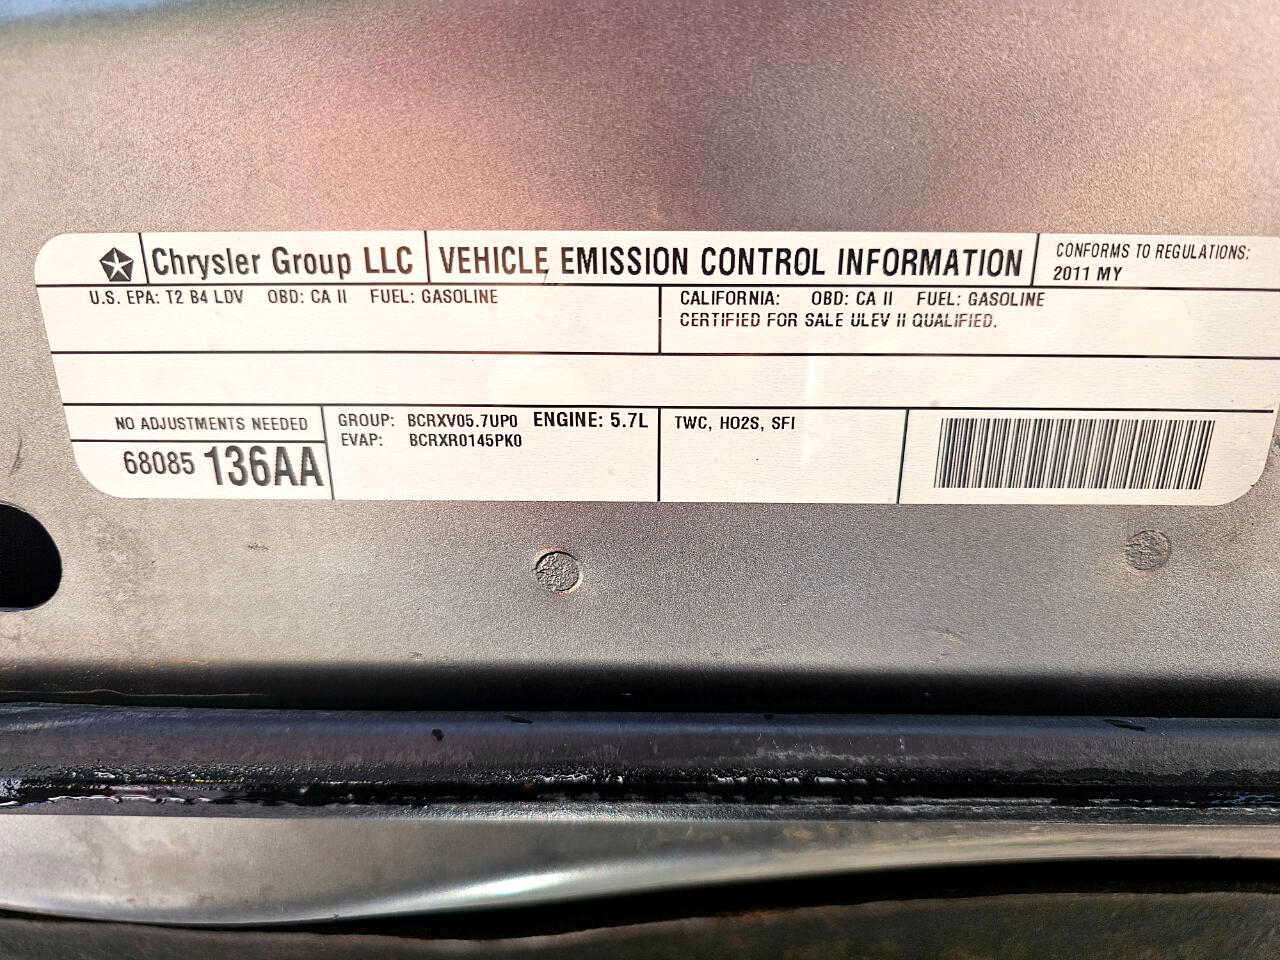 Chrysler Group LLC
VEHICLE EMISSION CONTROL INFORMATION
CONFORMS TO REGULATIONS:
2011 MY
U.S. EPA: T2 B4 LDV OBD: CA II FUEL: GASOLINE
CALIFORNIA: OBD: CA II FUEL: GASOLINE
CERTIFIED FOR SALE ULEV II QUALIFIED.
NO ADJUSTMENTS NEEDED
68085 136AA
GROUP: BCRXV05.7UP0 ENGINE: 5.7L
EVAP: BCRXR0145PK0
TWC, HO2S, SFI